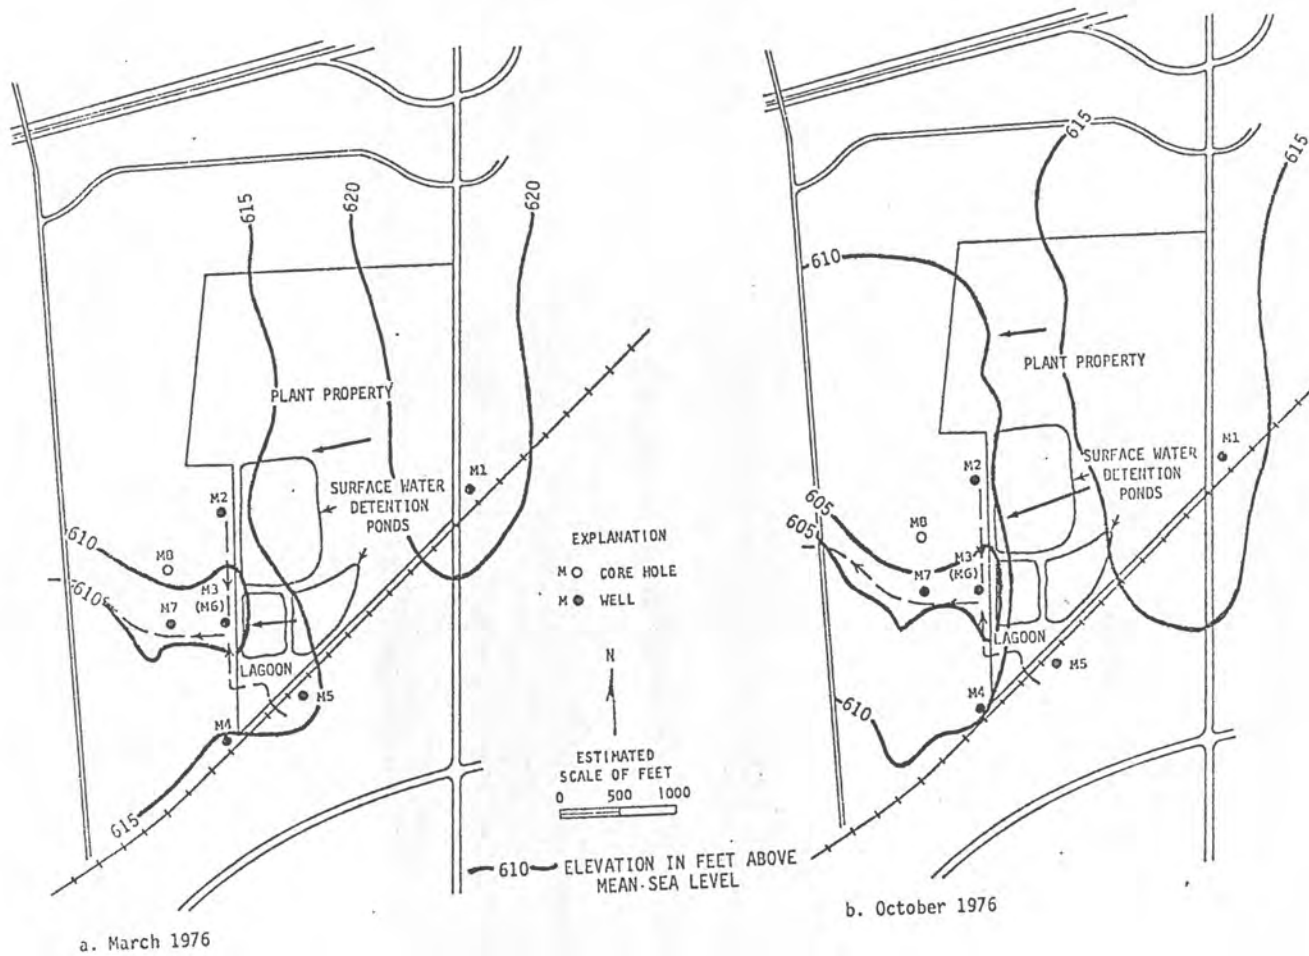 615
620
620
PLANT PROPERTY
SURFACE WATER
DETENTION
PONDS
M1
M2
610
M8
610
M7
M3
(MG)
LAGOON
M5
M4
615
a. March 1976
EXPLANATION
M CORE HOLE
M WELL
N
ESTIMATED
SCALE OF FEET
0 500 1000
610 ELEVATION IN FEET ABOVE
MEAN SEA LEVEL
615
615
610
PLANT PROPERTY
M1
M2
SURFACE WATER
DETENTION
PONDS
605
605
M8
M7
M3
(MG)
LAGOON
M5
M4
610
b. October 1976